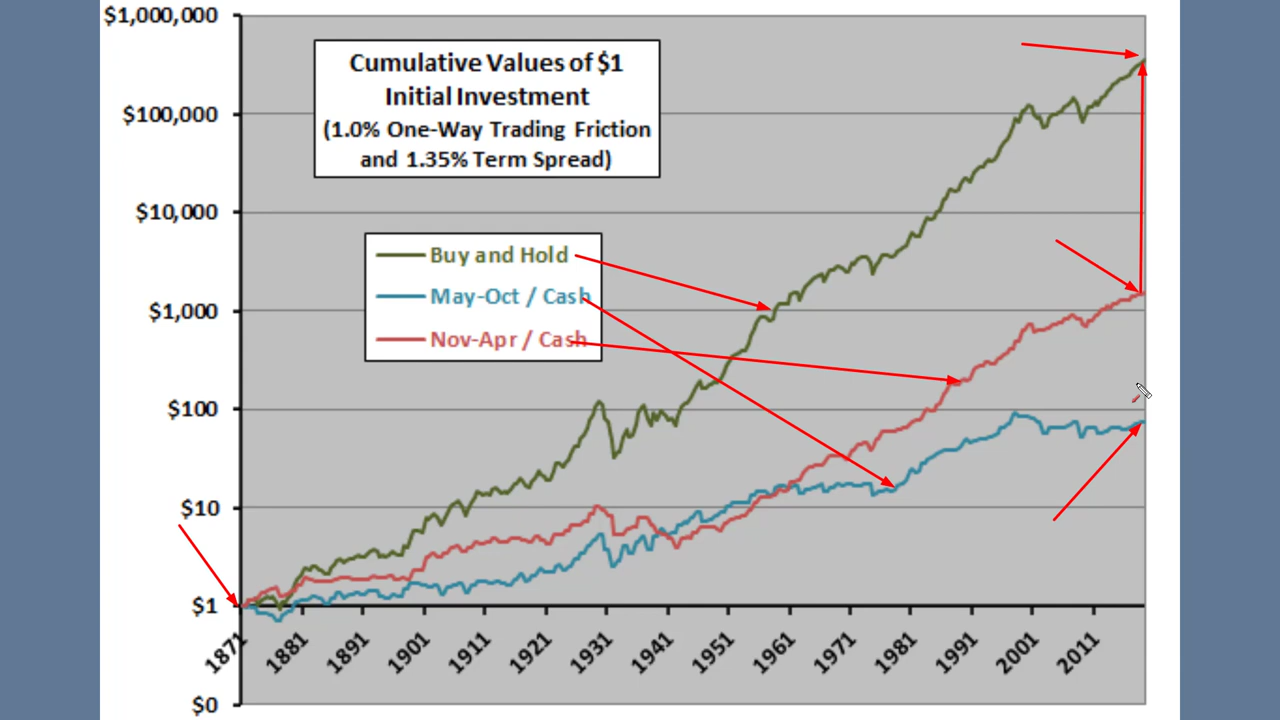 $1,000,000
$100,000
$10,000
$1,000
$100
$10
$1
$0
Cumulative Values of $1
Initial Investment
(1.0% One-Way Trading Friction
and 1.35% Term Spread)
Buy and Hold
May-Oct / Cash
Nov-Apr / Cash
1871 1881 1891 1901 1911 1921 1931 1941 1951 1961 1971 1981 1991 2001 2011